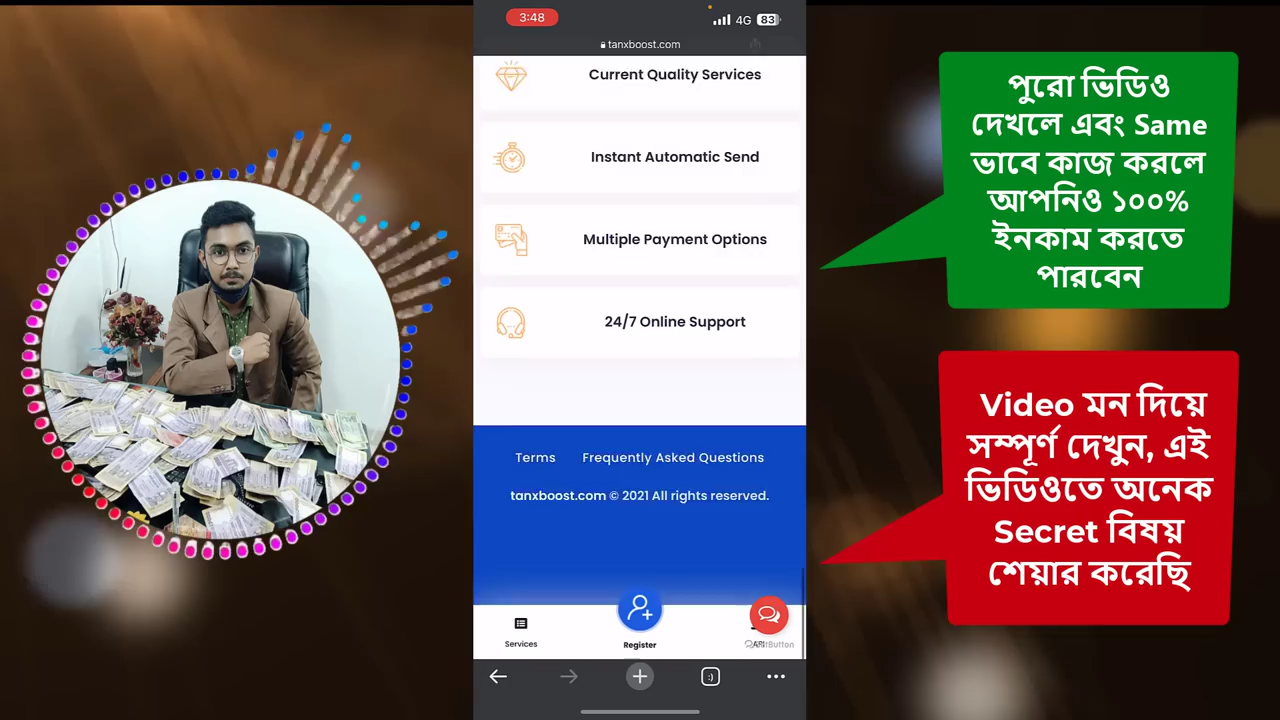 3:48
4G 83
tanxboost.com
Current Quality Services
Instant Automatic Send
Multiple Payment Options
24/7 Online Support
Terms Frequently Asked Questions
tanxboost.com © 2021 All rights reserved.
Services
Register
পুরো ভিডিও
দেখলে এবং Same
ভাবে কাজ করলে
আপনিও ১০০%
ইনকাম করতে
পারবেন
Video মন দিয়ে
সম্পূর্ণ দেখুন, এই
ভিডিওতে অনেক
Secret বিষয়
শেয়ার করেছি